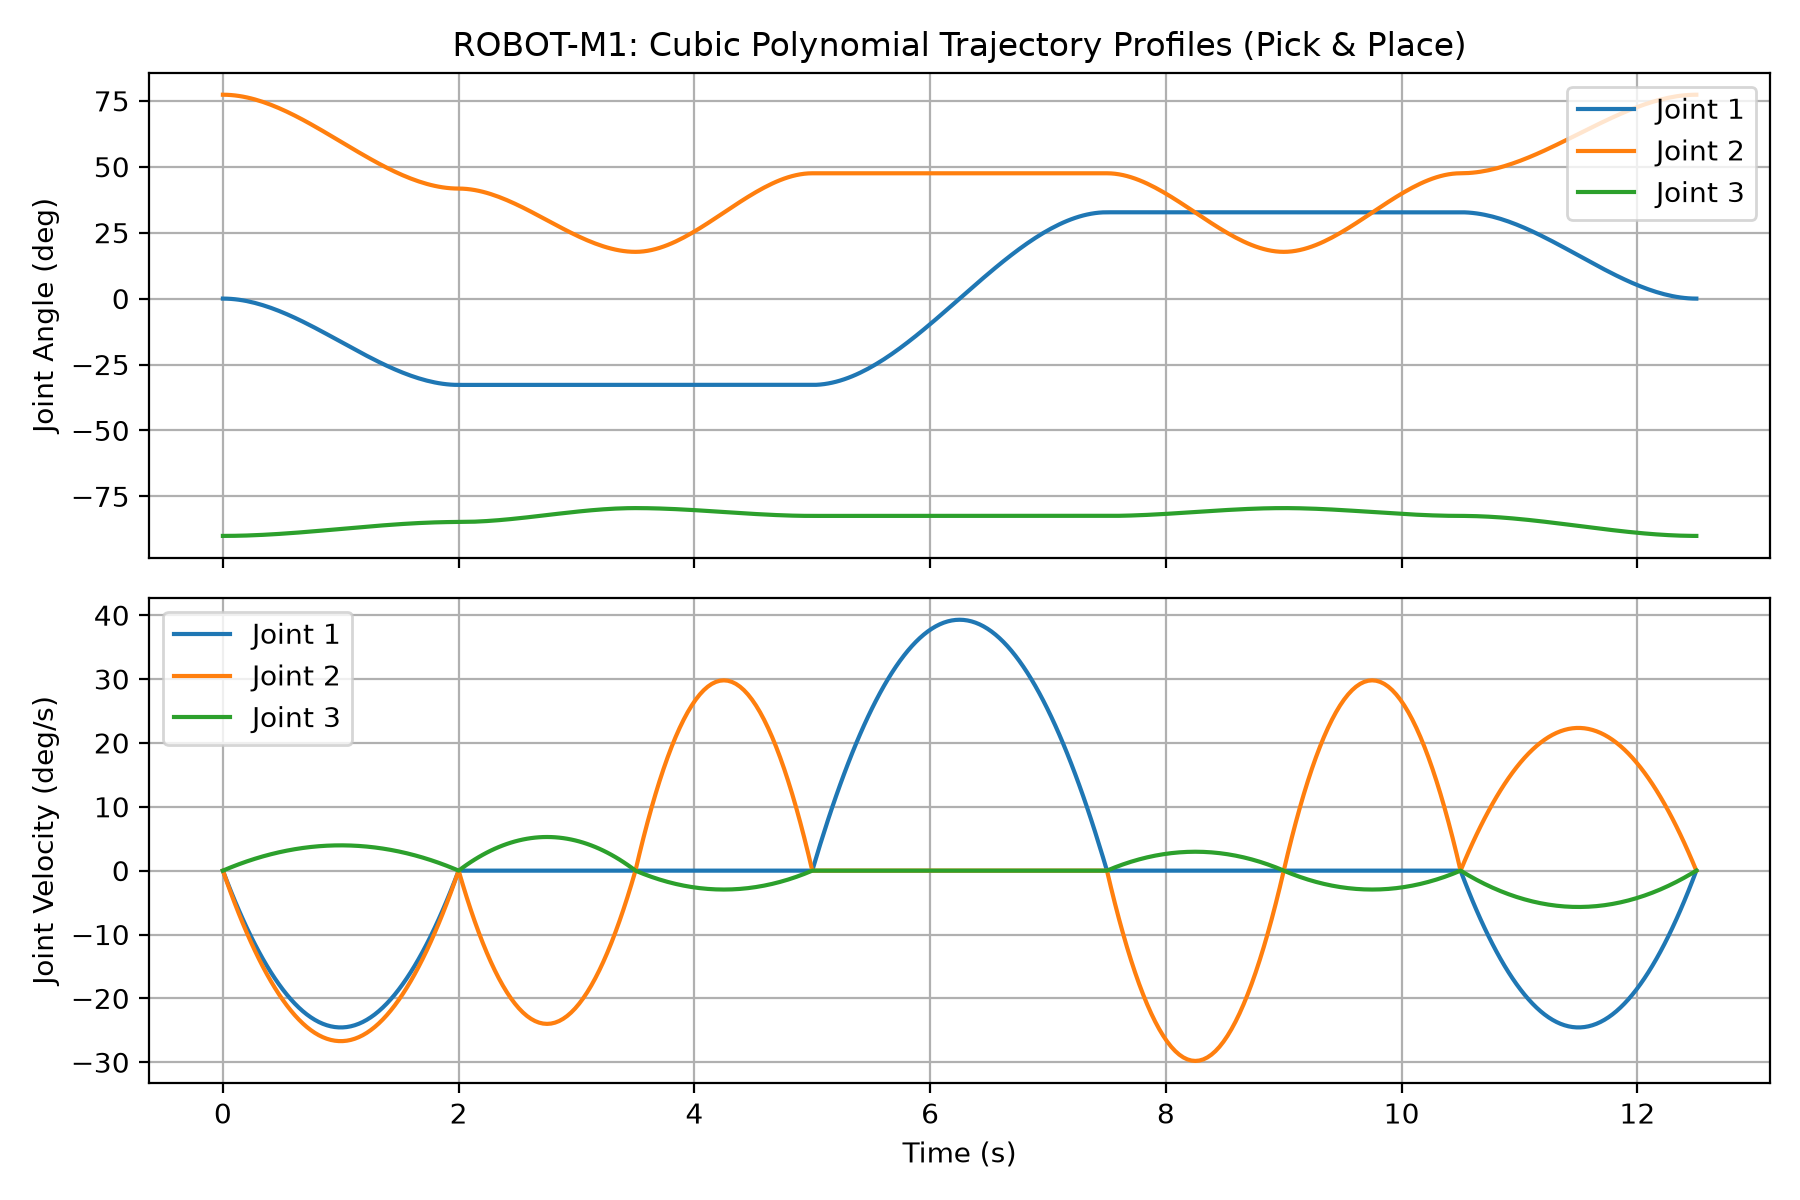 ROBOT-M1: Cubic Polynomial Trajectory Profiles (Pick & Place)
Joint Angle (deg)
75
50
25
0
−25
−50
−75
Joint 1
Joint 2
Joint 3
Joint Velocity (deg/s)
40
30
20
10
0
−10
−20
−30
Joint 1
Joint 2
Joint 3
0 2 4 6 8 10 12
Time (s)